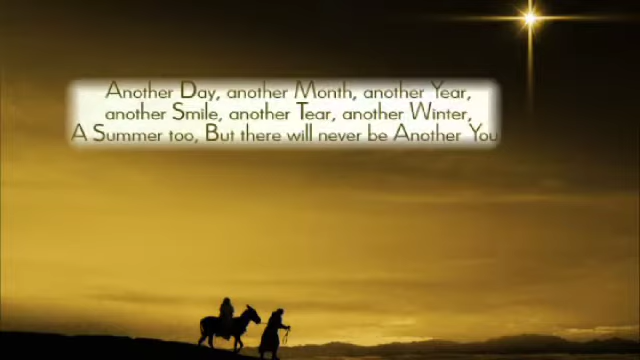 Another Day, another Month, another Year,
another Smile, another Tear, another Winter,
A Summer too, But there will never be Another You